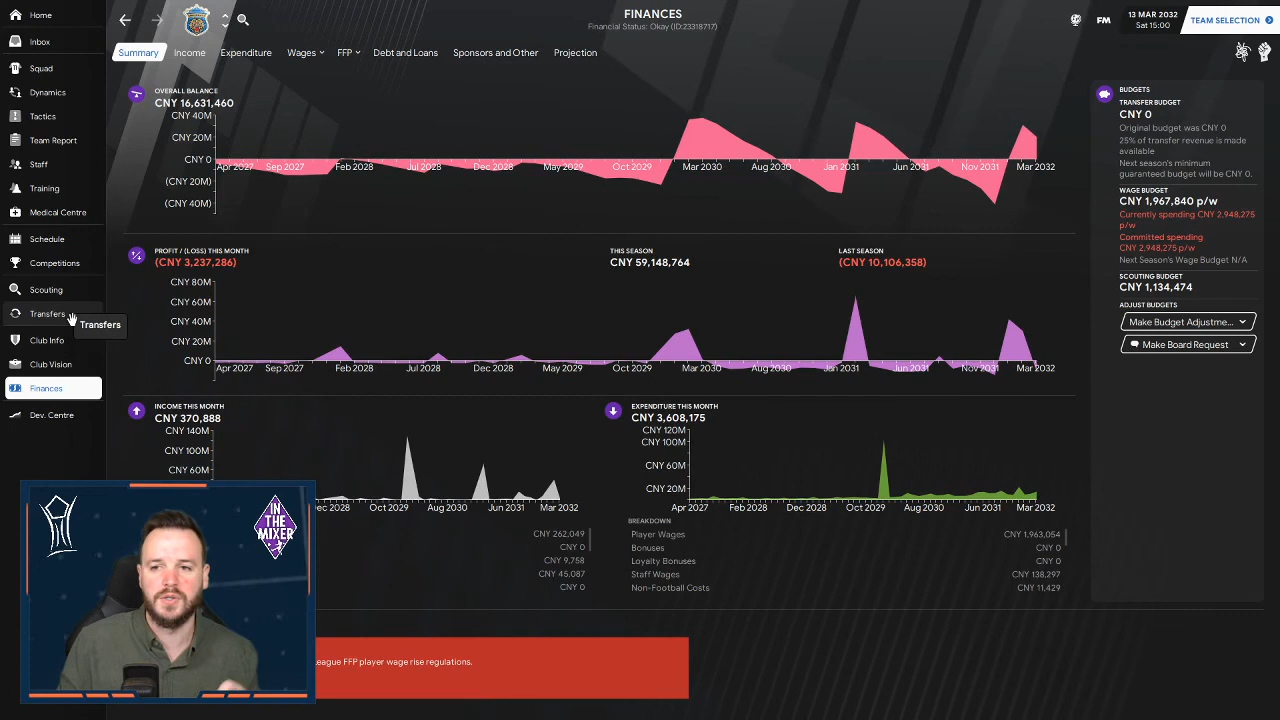 Home
Inbox
Squad
Dynamics
Tactics
Team Report
Staff
Training
Medical Centre
Schedule
Competitions
Scouting
Transfers
Transfers
Club Info
Club Vision
Finances
Dev. Centre
FINANCES
Financial Status: Okay (ID:23318717)
FM
13 MAR 2032
Sat 15:00
TEAM SELECTION
Summary
Income
Expenditure
Wages
FFP
Debt and Loans
Sponsors and Other
Projection
OVERALL BALANCE
CNY 16,631,460
CNY 40M
CNY 20M
CNY 0
(CNY 20M)
(CNY 40M)
Apr 2027 Sep 2027 Feb 2028 Jul 2028 Dec 2028 May 2029 Oct 2029 Mar 2030 Aug 2030 Jan 2031 Jun 2031 Nov 2031 Mar 2032
PROFIT / (LOSS) THIS MONTH
(CNY 3,237,286)
THIS SEASON
CNY 59,148,764
LAST SEASON
(CNY 10,106,358)
CNY 80M
CNY 60M
CNY 40M
CNY 20M
CNY 0
Apr 2027 Sep 2027 Feb 2028 Jul 2028 Dec 2028 May 2029 Oct 2029 Mar 2030 Aug 2030 Jan 2031 Jun 2031 Nov 2031 Mar 2032
INCOME THIS MONTH
CNY 370,888
CNY 140M
CNY 100M
CNY 60M
ec 2028 Oct 2029 Aug 2030 Jun 2031 Mar 2032
CNY 262,049
CNY 0
CNY 9,758
CNY 45,087
CNY 0
EXPENDITURE THIS MONTH
CNY 3,608,175
CNY 120M
CNY 100M
CNY 60M
CNY 20M
Apr 2027 Feb 2028 Dec 2028 Oct 2029 Aug 2030 Jun 2031 Mar 2032
BREAKDOWN
Player Wages CNY 1,963,054
Bonuses CNY 0
Loyalty Bonuses CNY 0
Staff Wages CNY 138,297
Non-Football Costs CNY 11,429
BUDGETS
TRANSFER BUDGET
CNY 0
Original budget was CNY 0
25% of transfer revenue is made
available
Next season's minimum
guaranteed budget will be CNY 0.
WAGE BUDGET
CNY 1,967,840 p/w
Currently spending CNY 2,948,275
p/w
Committed spending
CNY 2,948,275 p/w
Next Season's Wage Budget N/A
SCOUTING BUDGET
CNY 1,134,474
ADJUST BUDGETS
Make Budget Adjustme...
Make Board Request
eague FFP player wage rise regulations.
IN
THE
MIXER